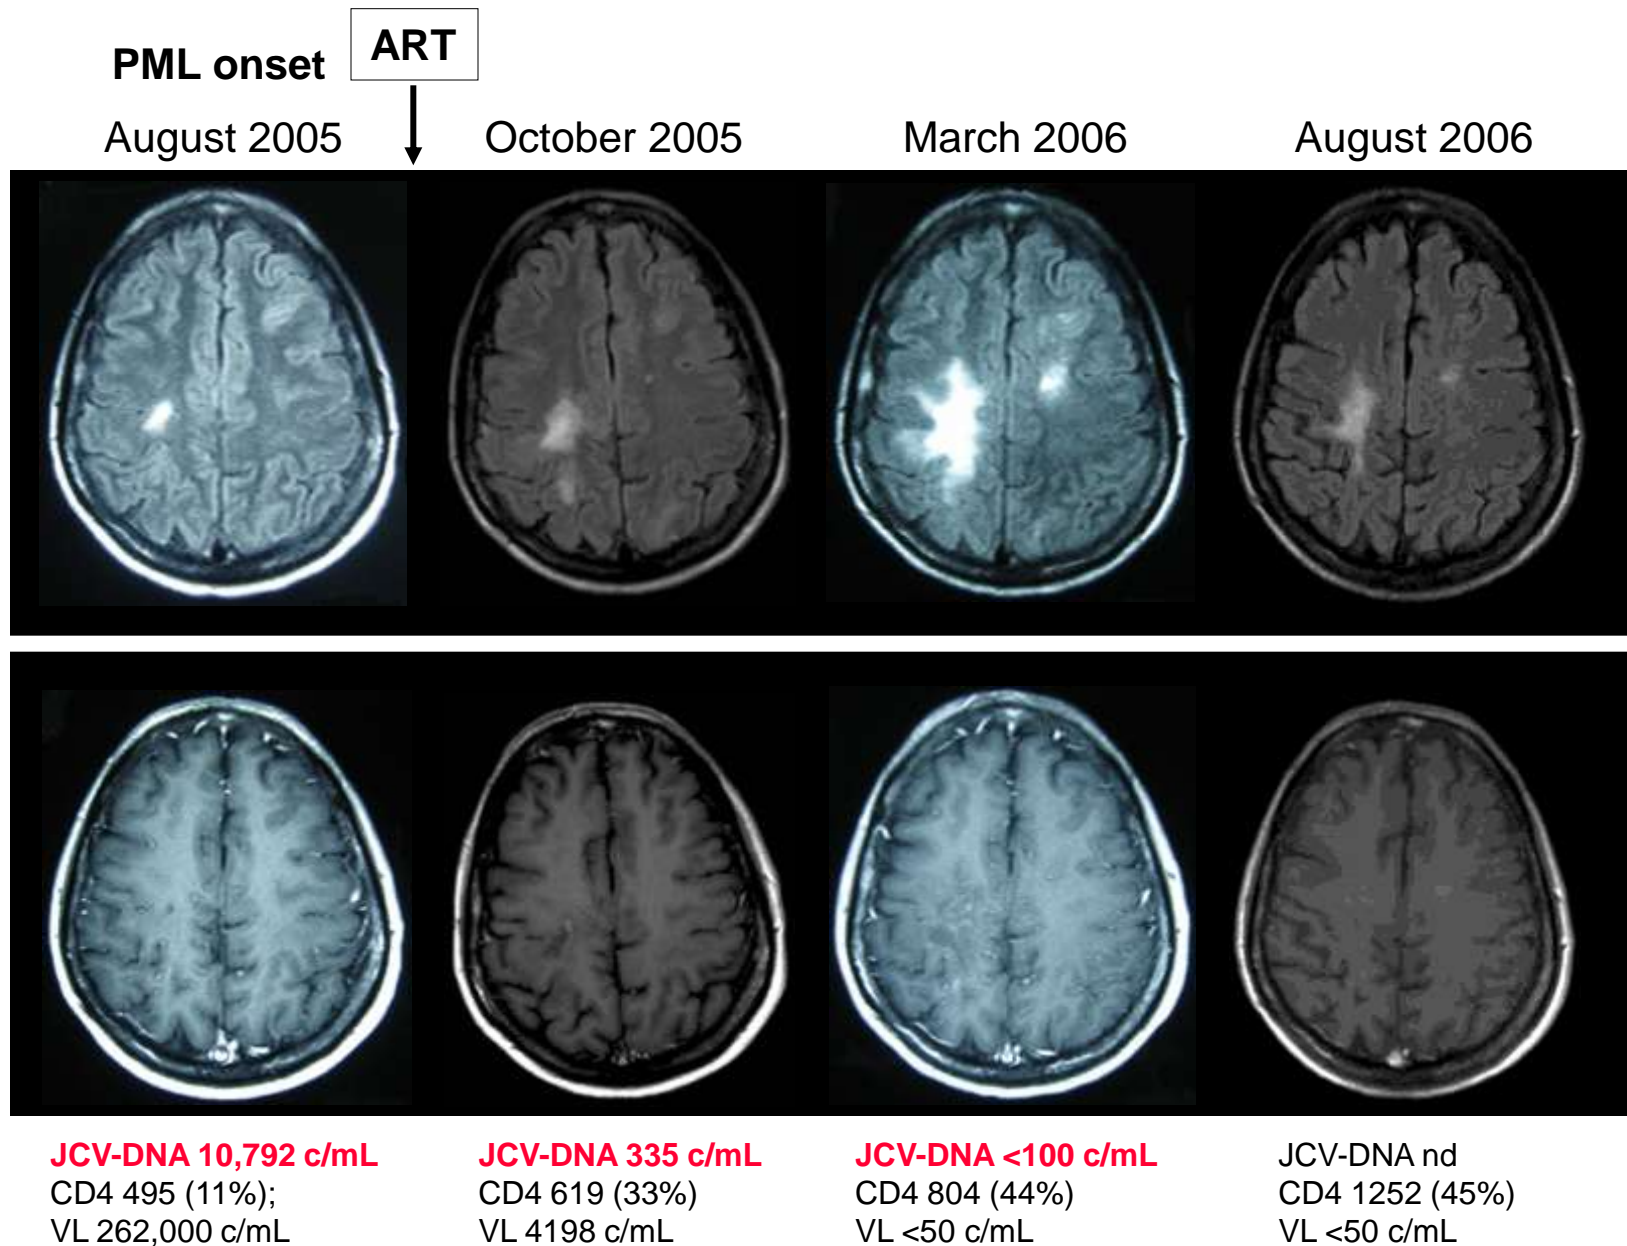 PML onset
ART
August 2005
October 2005
March 2006
August 2006
JCV-DNA 10,792 c/mL
CD4 495 (11%);
VL 262,000 c/mL
JCV-DNA 335 c/mL
CD4 619 (33%)
VL 4198 c/mL
JCV-DNA <100 c/mL
CD4 804 (44%)
VL <50 c/mL
JCV-DNA nd
CD4 1252 (45%)
VL <50 c/mL